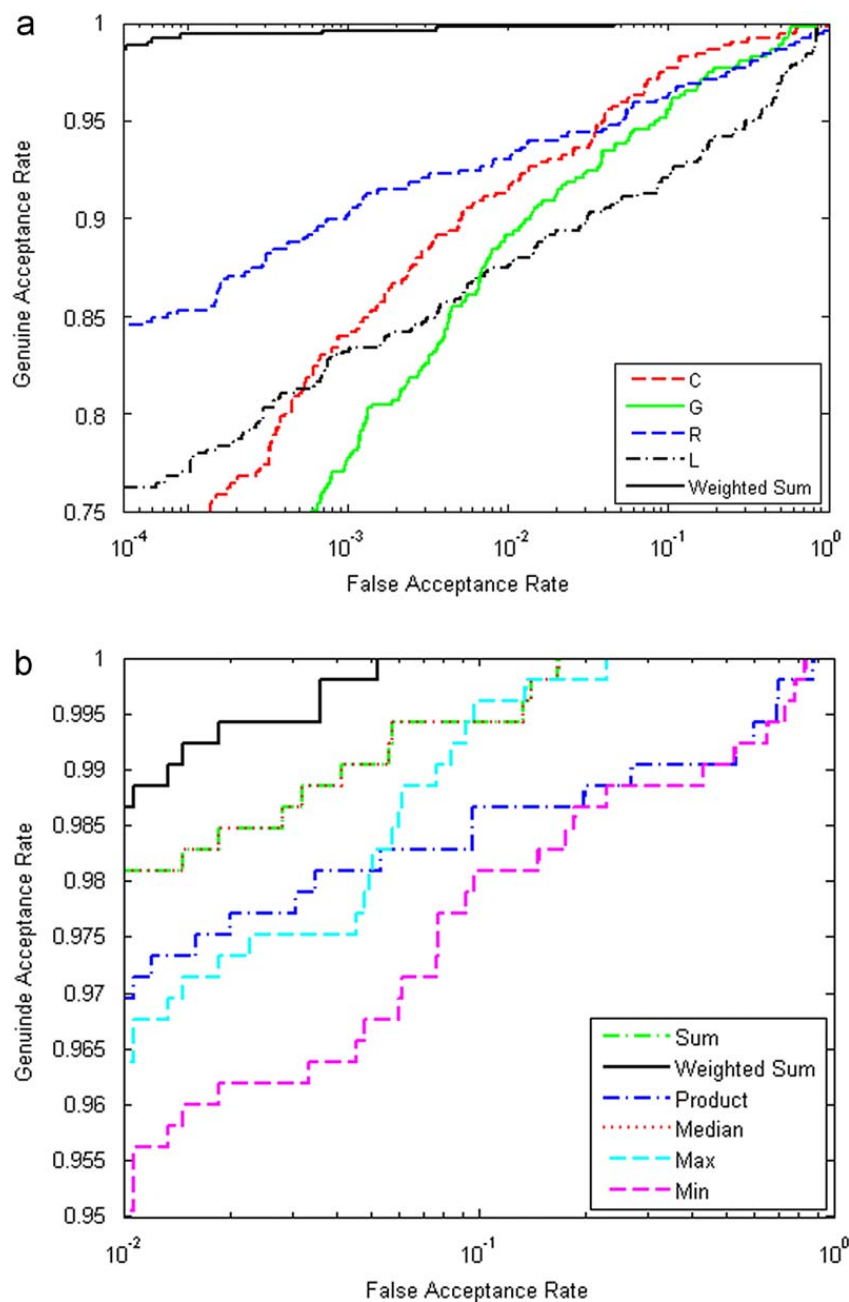 a
1
0.95
0.9
0.85
0.8
0.75
Genuine Acceptance Rate
C
G
R
L
Weighted Sum
10^-4 10^-3 10^-2 10^-1 10^0
False Acceptance Rate
b
1
0.995
0.99
0.985
0.98
0.975
0.97
0.965
0.96
0.955
0.95
Genuinde Acceptance Rate
Sum
Weighted Sum
Product
Median
Max
Min
10^-2 10^-1 10^0
False Acceptance Rate